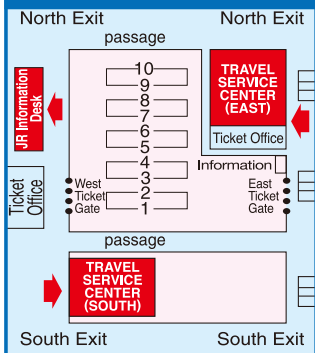 North Exit
North Exit
passage
JR Information
Desk
10
9
8
7
6
5
4
3
2
1
TRAVEL
SERVICE
CENTER
(EAST)
Ticket Office
Information
Ticket
Office
West
Ticket
Gate
East
Ticket
Gate
passage
TRAVEL
SERVICE
CENTER
(SOUTH)
South Exit
South Exit